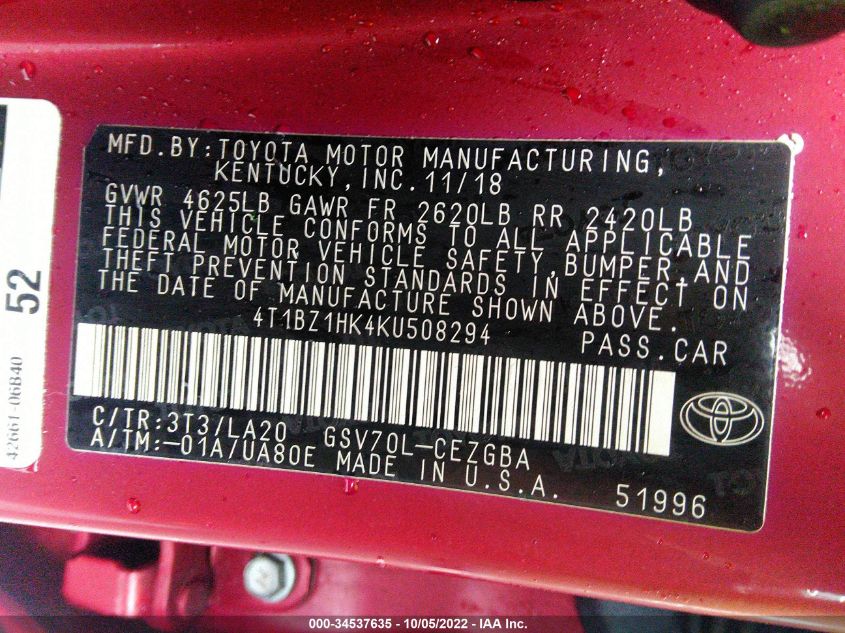 MFD.BY:TOYOTA MOTOR MANUFACTURING,
KENTUCKY,INC.11/18
GVWR 4625LB GAWR FR 2620LB RR 2420LB
THIS VEHICLE CONFORMS TO ALL APPLICABLE
FEDERAL MOTOR VEHICLE SAFETY,BUMPER,AND
THEFT PREVENTION STANDARDS IN EFFECT ON
THE DATE OF MANUFACTURE SHOWN ABOVE.
4T1BZ1HK4KU508294 PASS.CAR
C/TR:3T3/LA20 GSV70L-CEZGBA
A/TM:-01A/UA80E MADE IN U.S.A.
51996
52
42661-06B40
000-34537635 - 10/05/2022 - IAA Inc.